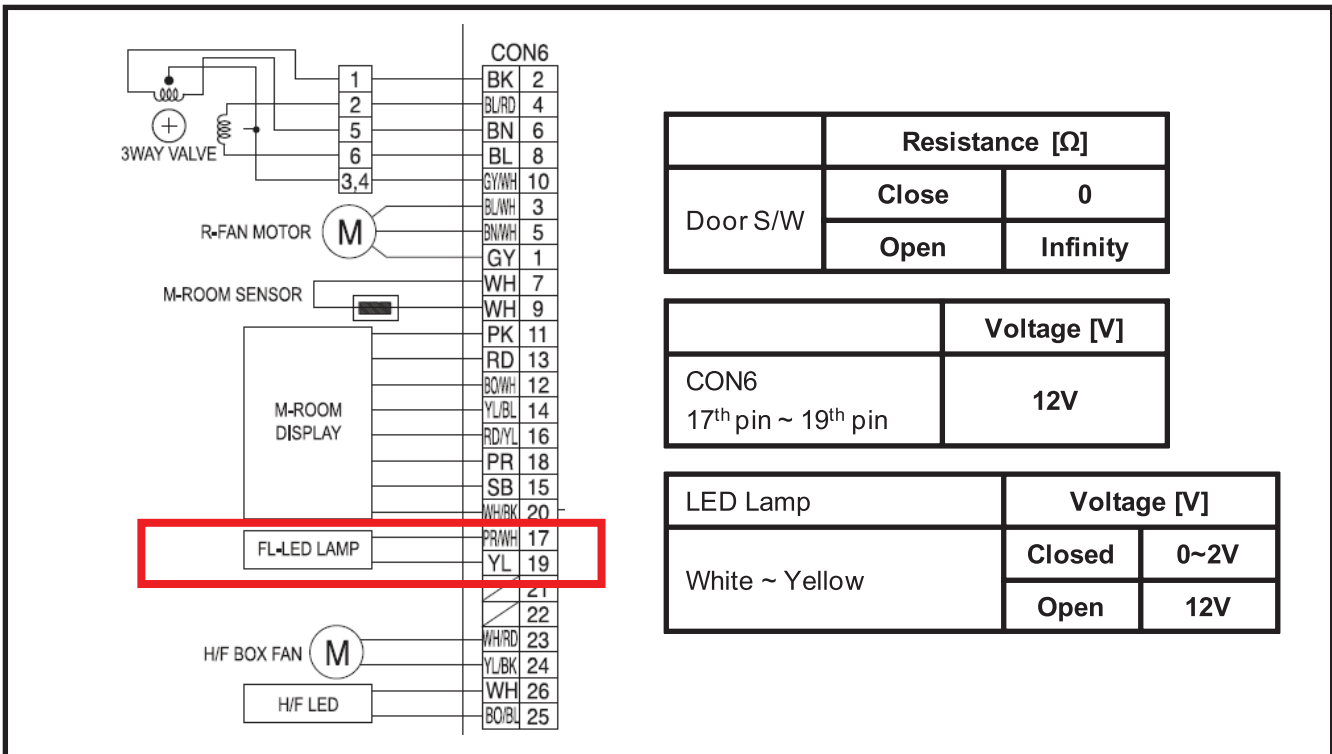 CON6
1 BK 2
2 BL/RD 4
5 BN 6
3WAY VALVE 6 BL 8
3,4 GY/WH 10
BL/WH 3
R-FAN MOTOR M BN/WH 5
GY 1
WH 7
M-ROOM SENSOR
WH 9
PK 11
RD 13
BO/WH 12
M-ROOM DISPLAY YL/BL 14
RD/YL 16
PR 18
SB 15
WH/BK 20
FL-LED LAMP PR/WH 17
YL 19
21
22
H/F BOX FAN M WH/RD 23
YL/BK 24
H/F LED WH 26
BO/BL 25
Resistance [Ω]
Door S/W
Close 0
Open Infinity
Voltage [V]
CON6
17th pin ~ 19th pin 12V
LED Lamp Voltage [V]
White ~ Yellow
Closed 0~2V
Open 12V